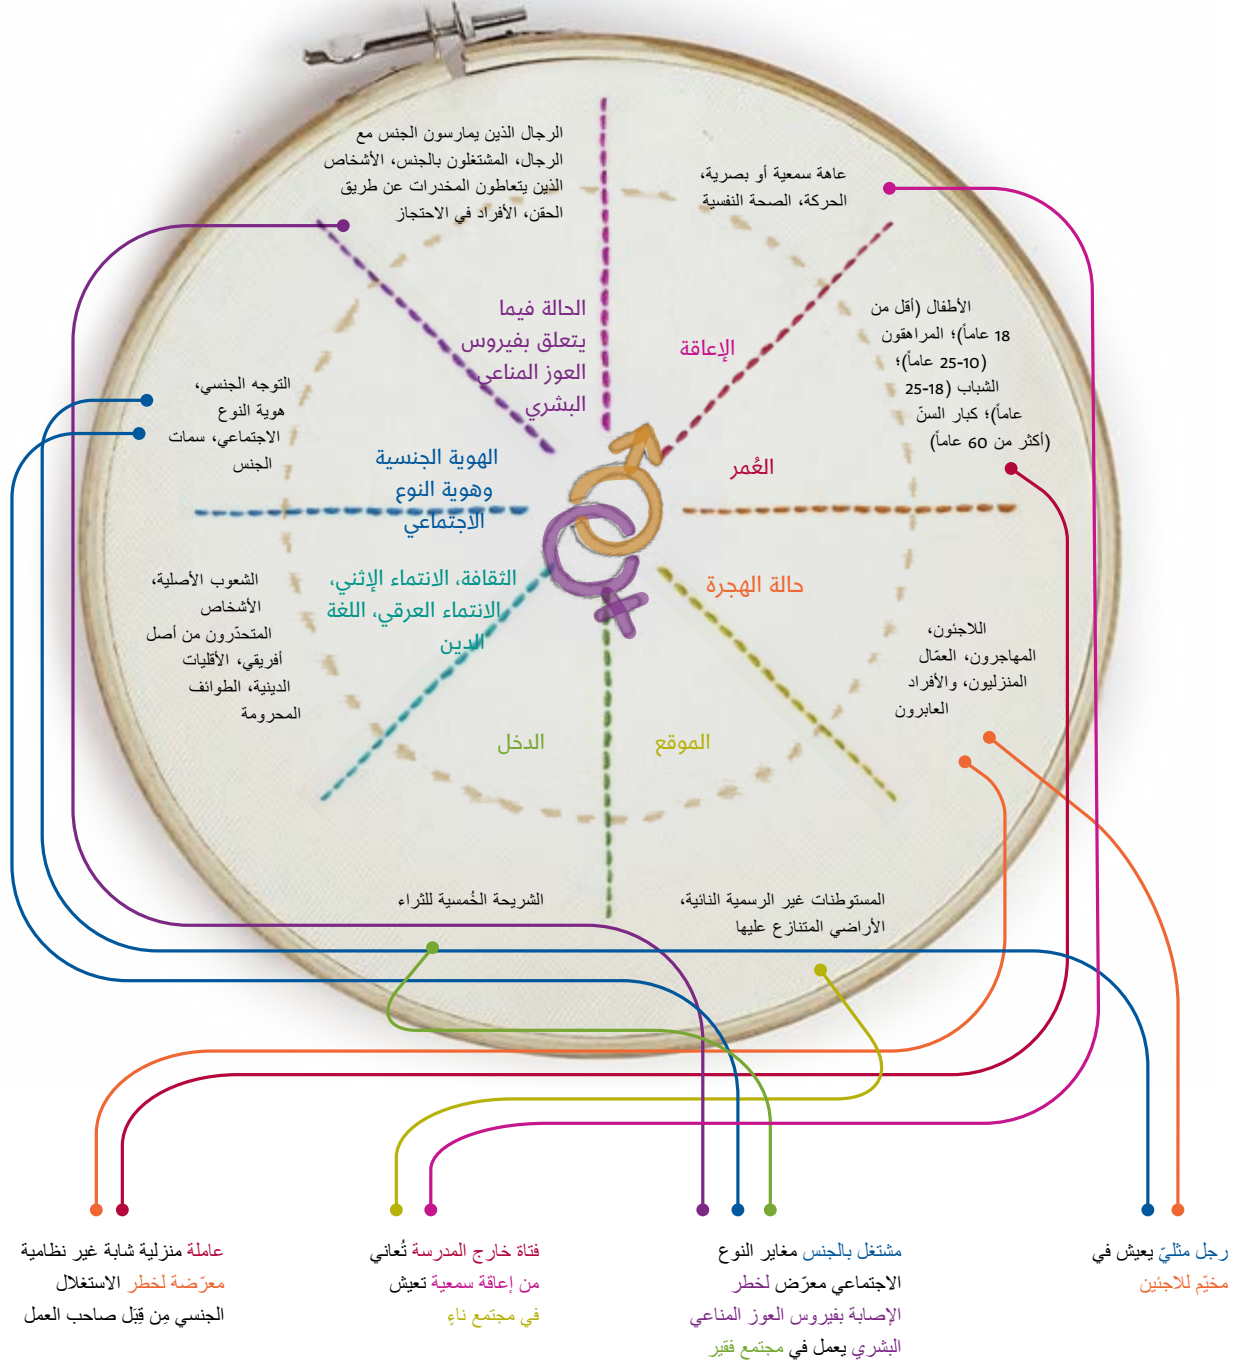 الرجال الذين يمارسون الجنس مع
الرجال، المشتغلون بالجنس، الأشخاص
الذين يتعاطون المخدرات عن طريق
الحقن، الأفراد في الاحتجاز
عاهة سمعية أو بصرية،
الحركة، الصحة النفسية
الأطفال (أقل من
18 عاماً)؛ المراهقون
(10-25 عاماً)؛
الشباب (18-25
عاماً)؛ كبار السنّ
(أكثر من 60 عاماً)
الحالة فيما
يتعلق بفيروس
العوز المناعي
البشري
الإعاقة
التوجه الجنسي،
هوية النوع
الاجتماعي، سمات
الجنس
الهوية الجنسية
وهوية النوع
الاجتماعي
العُمر
الشعوب الأصلية،
الأشخاص
المتحدّرون من أصل
أفريقي، الأقليات
الدينية، الطوائف
المحرومة
الثقافة، الانتماء الإثني،
الانتماء العرقي، اللغة
الدين
حالة الهجرة
اللاجئون،
المهاجرون، العمّال
المنزليون، والأفراد
العابرون
الدخل
الموقع
الشريحة الخُمسية للثراء
المستوطنات غير الرسمية النائية،
الأراضي المتنازع عليها
رجل مثليّ يعيش في
مخيّم للاجئين
مشتغل بالجنس مغاير النوع
الاجتماعي معرّض لخطر
الإصابة بفيروس العوز المناعي
البشري يعمل في مجتمع فقير
فتاة خارج المدرسة تُعاني
من إعاقة سمعية تعيش
في مجتمع ناءٍ
عاملة منزلية شابة غير نظامية
معرّضة لخطر الاستغلال
الجنسي مِن قِبَل صاحب العمل